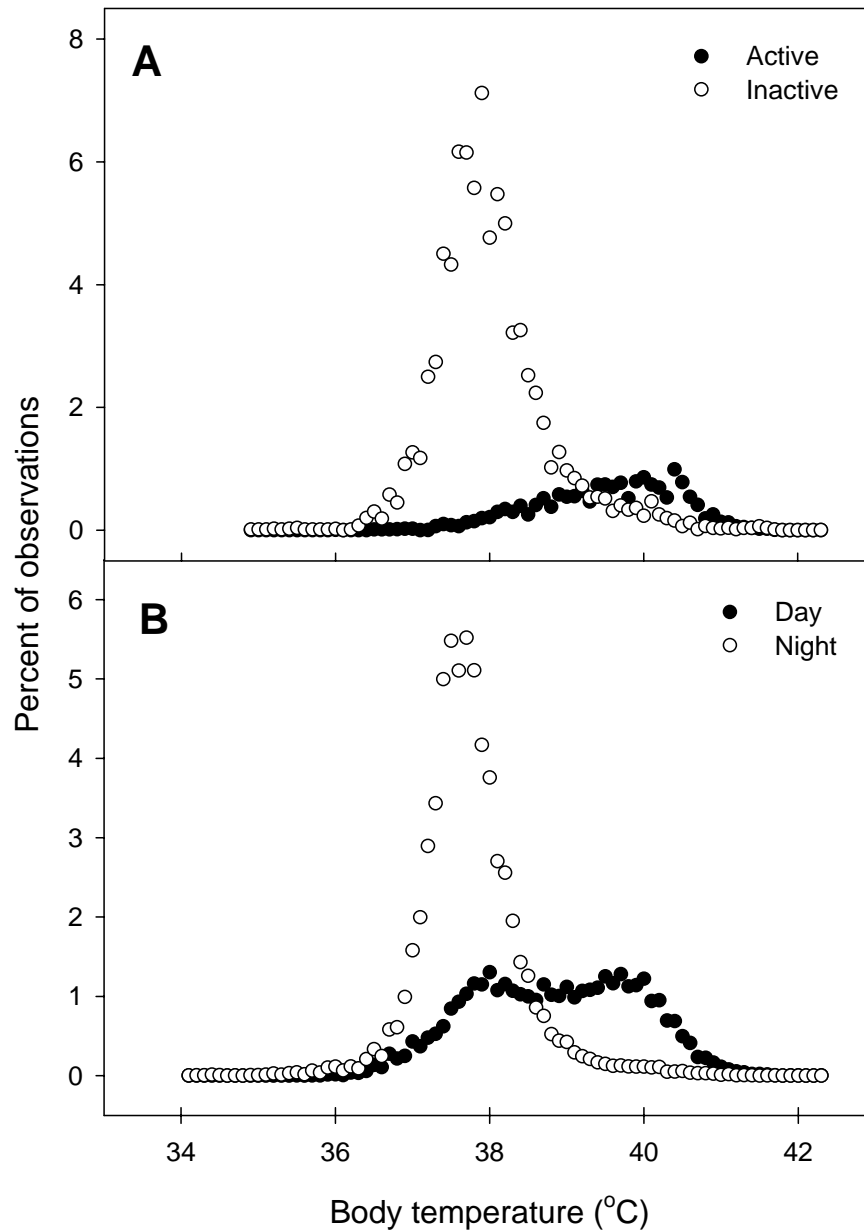 8
A
Active
Inactive
6
4
2
0
Percent of observations
6
B
Day
Night
5
4
3
2
1
0
34 36 38 40 42
Body temperature (°C)